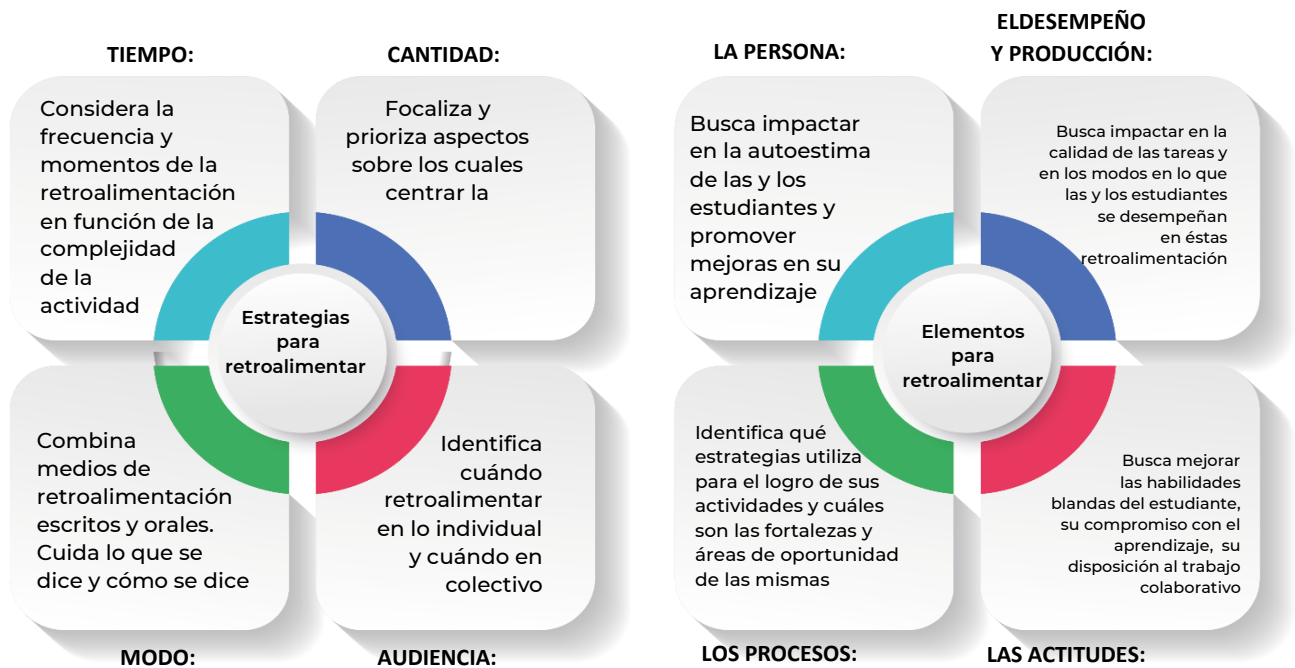 TIEMPO:
Considera la
frecuencia y
momentos de la
retroalimentación
en función de la
complejidad
de la
actividad
CANTIDAD:
Focaliza y
prioriza aspectos
sobre los cuales
centrar la
Estrategias
para
retroalimentar
Combina
medios de
retroalimentación
escritos y orales.
Cuida lo que se
dice y cómo se dice
MODO:
Identifica
cuándo
retroalimentar
en lo individual
y cuándo en
colectivo
AUDIENCIA:
LA PERSONA:
Busca impactar
en la autoestima
de las y los
estudiantes y
promover
mejoras en su
aprendizaje
ELDESEMPEÑO
Y PRODUCCIÓN:
Busca impactar en la
calidad de las tareas y
en los modos en lo que
las y los estudiantes
se desempeñan
en éstas
retroalimentación
Elementos
para
retroalimentar
Identifica qué
estrategias utiliza
para el logro de sus
actividades y cuáles
son las fortalezas y
áreas de oportunidad
de las mismas
LOS PROCESOS:
Busca mejorar
las habilidades
blandas del estudiante,
su compromiso con el
aprendizaje, su
disposición al trabajo
colaborativo
LAS ACTITUDES: